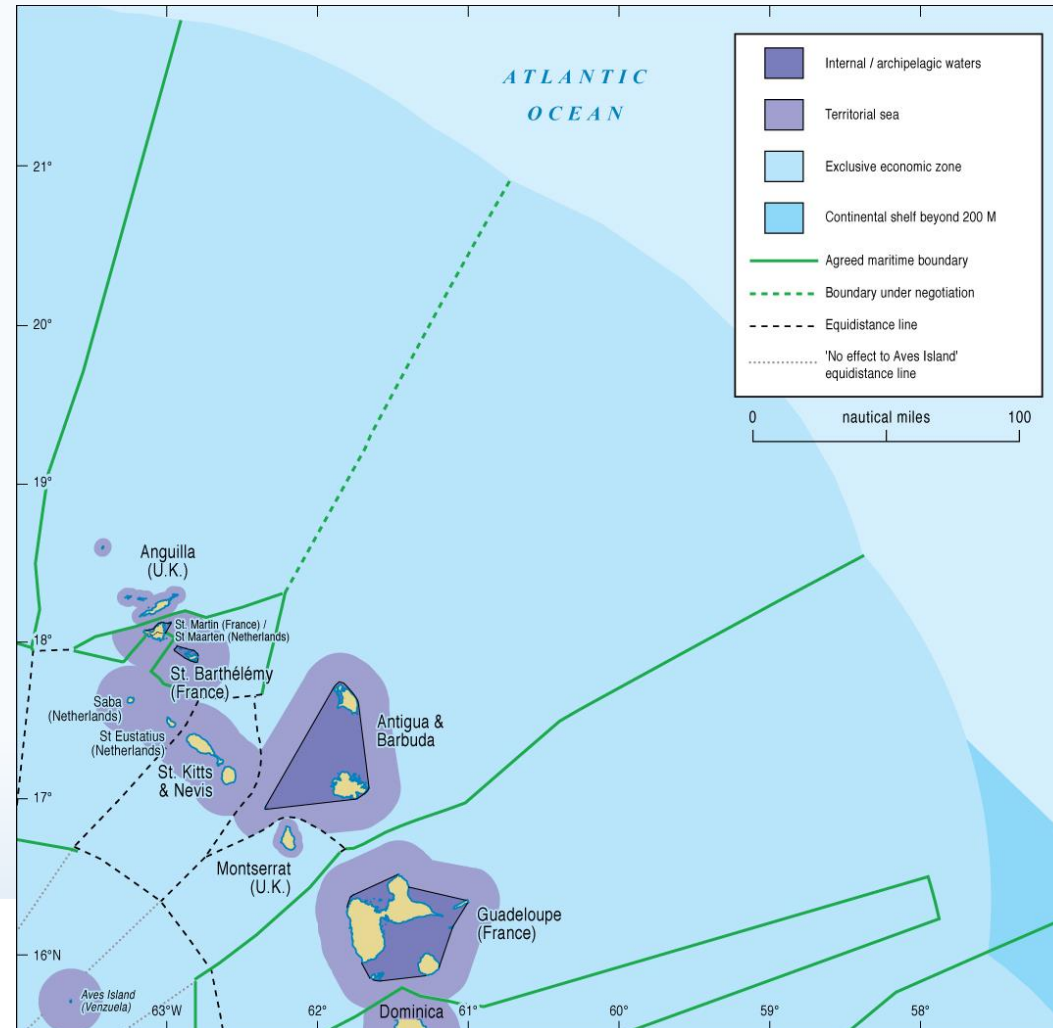 ATLANTIC
OCEAN
Internal / archipelagic waters
Territorial sea
Exclusive economic zone
Continental shelf beyond 200 M
Agreed maritime boundary
Boundary under negotiation
Equidistance line
'No effect to Aves Island'
equidistance line
0 nautical miles 100
21°
20°
19°
18°
17°
16°N
Anguilla
(U.K.)
St. Martin (France) /
St Maarten (Netherlands)
St. Barthélémy
(France)
Saba
(Netherlands)
St Eustatius
(Netherlands)
St. Kitts
& Nevis
Antigua &
Barbuda
Montserrat
(U.K.)
Guadeloupe
(France)
Aves Island
(Venzuela)
Dominica
63°W
62°
61°
60°
59°
58°